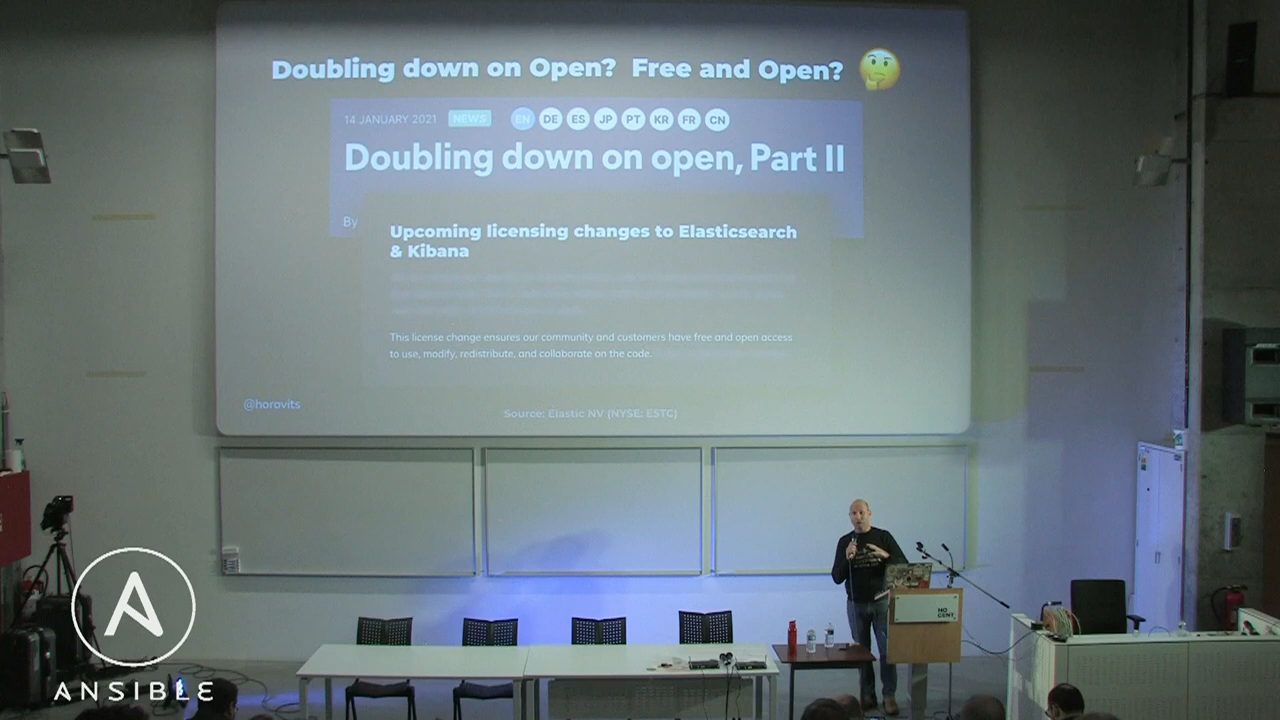 Doubling down on Open? Free and Open?
14 JANUARY 2021 NEWS EN DE ES JP PT KR FR CN
Doubling down on open, Part II
By
Upcoming licensing changes to Elasticsearch
& Kibana
This license change ensures our community and customers have free and open access
to use, modify, redistribute, and collaborate on the code.
@horovits
Source: Elastic NV (NYSE: ESTC)
HO
GENT
ANSIBLE